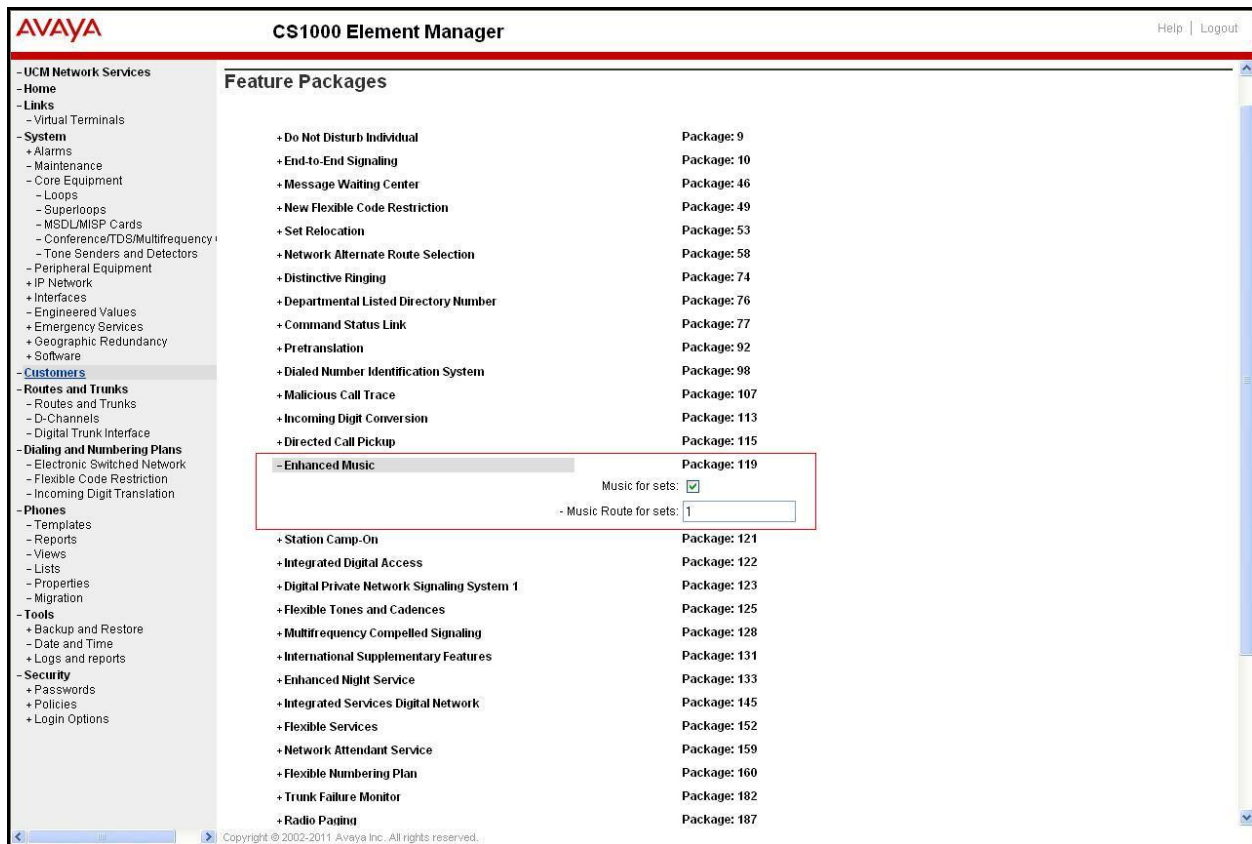 AVAYA
CS1000 Element Manager
Help | Logout
- UCM Network Services
- Home
- Links
- Virtual Terminals
- System
+ Alarms
- Maintenance
- Core Equipment
- Loops
- Superloops
- MSDL/MISP Cards
- Conference/TDS/Multifrequency
- Tone Senders and Detectors
- Peripheral Equipment
+ IP Network
+ Interfaces
- Engineered Values
+ Emergency Services
+ Geographic Redundancy
+ Software
- Customers
- Routes and Trunks
- Routes and Trunks
- D-Channels
- Digital Trunk Interface
- Dialing and Numbering Plans
- Electronic Switched Network
- Flexible Code Restriction
- Incoming Digit Translation
- Phones
- Templates
- Reports
- Views
- Lists
- Properties
- Migration
- Tools
+ Backup and Restore
- Date and Time
+ Logs and reports
- Security
+ Passwords
+ Policies
+ Login Options
Feature Packages
+ Do Not Disturb Individual Package: 9
+ End-to-End Signaling Package: 10
+ Message Waiting Center Package: 46
+ New Flexible Code Restriction Package: 49
+ Set Relocation Package: 53
+ Network Alternate Route Selection Package: 58
+ Distinctive Ringing Package: 74
+ Departmental Listed Directory Number Package: 76
+ Command Status Link Package: 77
+ Pretranslation Package: 92
+ Dialed Number Identification System Package: 98
+ Malicious Call Trace Package: 107
+ Incoming Digit Conversion Package: 113
+ Directed Call Pickup Package: 115
- Enhanced Music Package: 119
Music for sets:
- Music Route for sets: 1
+ Station Camp-On Package: 121
+ Integrated Digital Access Package: 122
+ Digital Private Network Signaling System 1 Package: 123
+ Flexible Tones and Cadences Package: 125
+ Multifrequency Compelled Signaling Package: 128
+ International Supplementary Features Package: 131
+ Enhanced Night Service Package: 133
+ Integrated Services Digital Network Package: 145
+ Flexible Services Package: 152
+ Network Attendant Service Package: 159
+ Flexible Numbering Plan Package: 160
+ Trunk Failure Monitor Package: 182
+ Radio Paging Package: 187
Copyright © 2002-2011 Avaya Inc. All rights reserved.